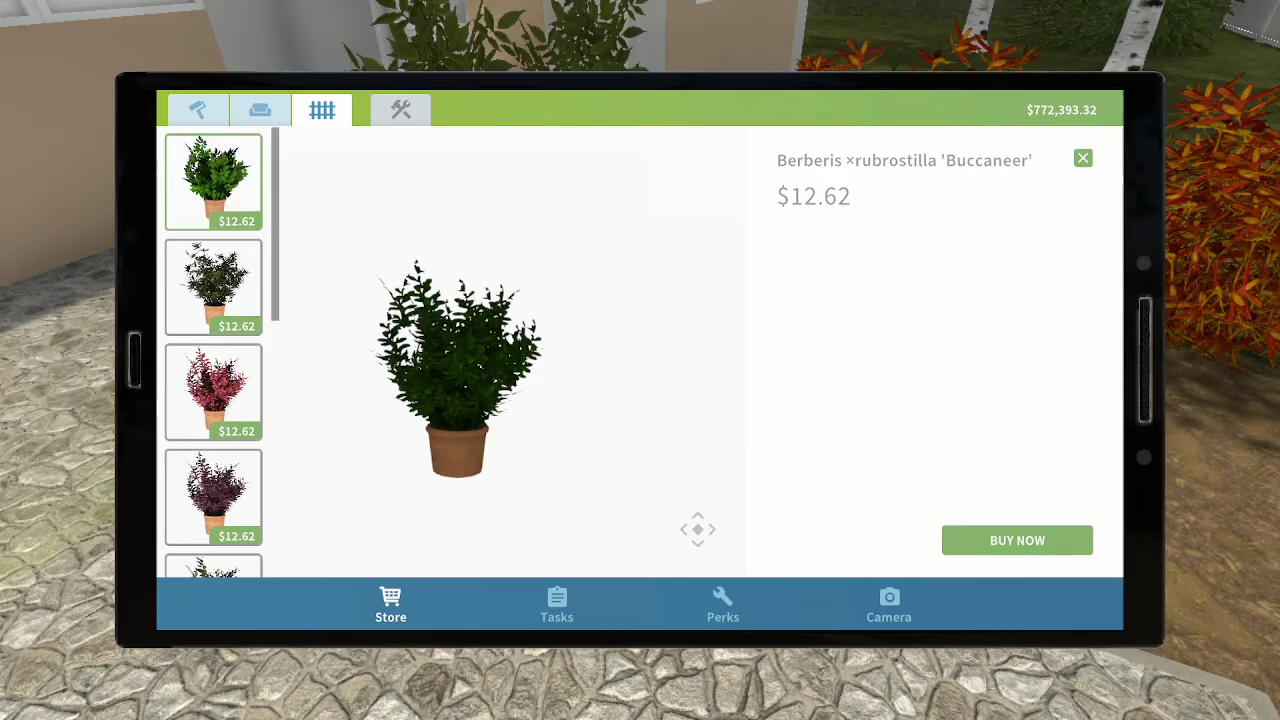 $772,393.32
$12.62
$12.62
$12.62
$12.62
Berberis ×rubrostilla 'Buccaneer'
$12.62
BUY NOW
Store
Tasks
Perks
Camera